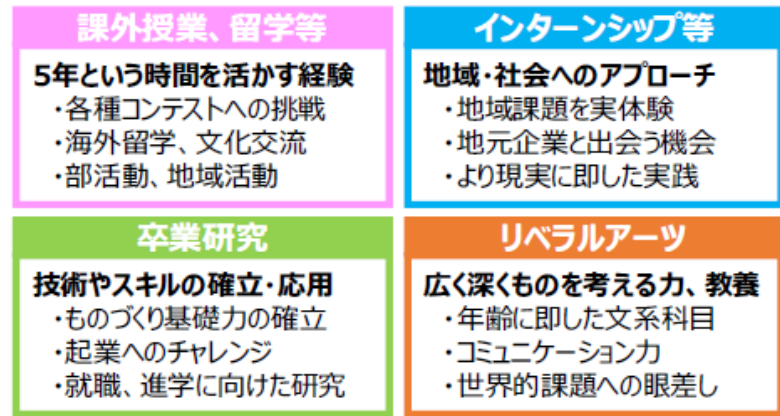 課外授業、留学等
5年という時間を活かす経験
・各種コンテストへの挑戦
・海外留学、文化交流
・部活動、地域活動
インターンシップ等
地域・社会へのアプローチ
・地域課題を実体験
・地元企業と出会う機会
・より現実に即した実践
卒業研究
技術やスキルの確立・応用
・ものづくり基礎力の確立
・起業へのチャレンジ
・就職、進学に向けた研究
リベラルアーツ
広く深くものを考える力、教養
・年齢に即した文系科目
・コミュニケーション力
・世界的課題への眼差し